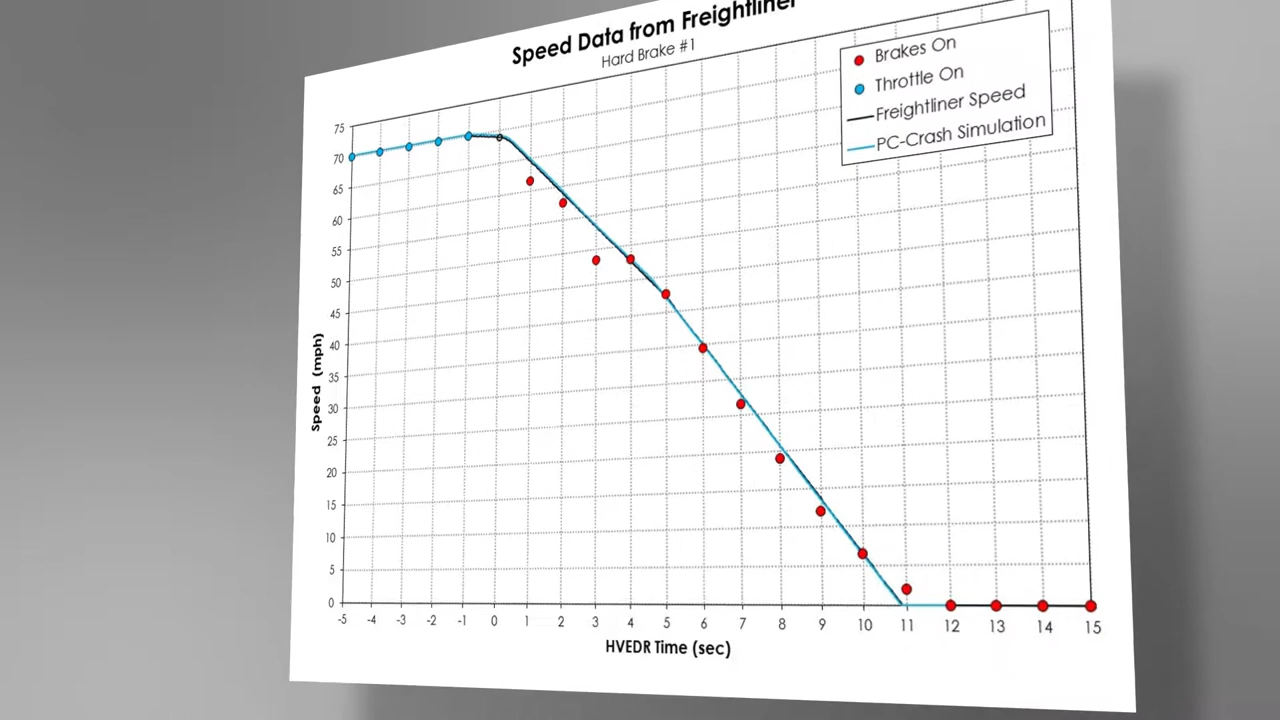 Speed Data from Freightliner
Hard Brake #1
Brakes On
Throttle On
Freightliner Speed
PC-Crash Simulation
75
70
65
60
55
50
45
40
35
30
25
20
15
10
5
0
Speed (mph)
-5 -4 -3 -2 -1 0 1 2 3 4 5 6 7 8 9 10 11 12 13 14 15
HVEDR Time (sec)